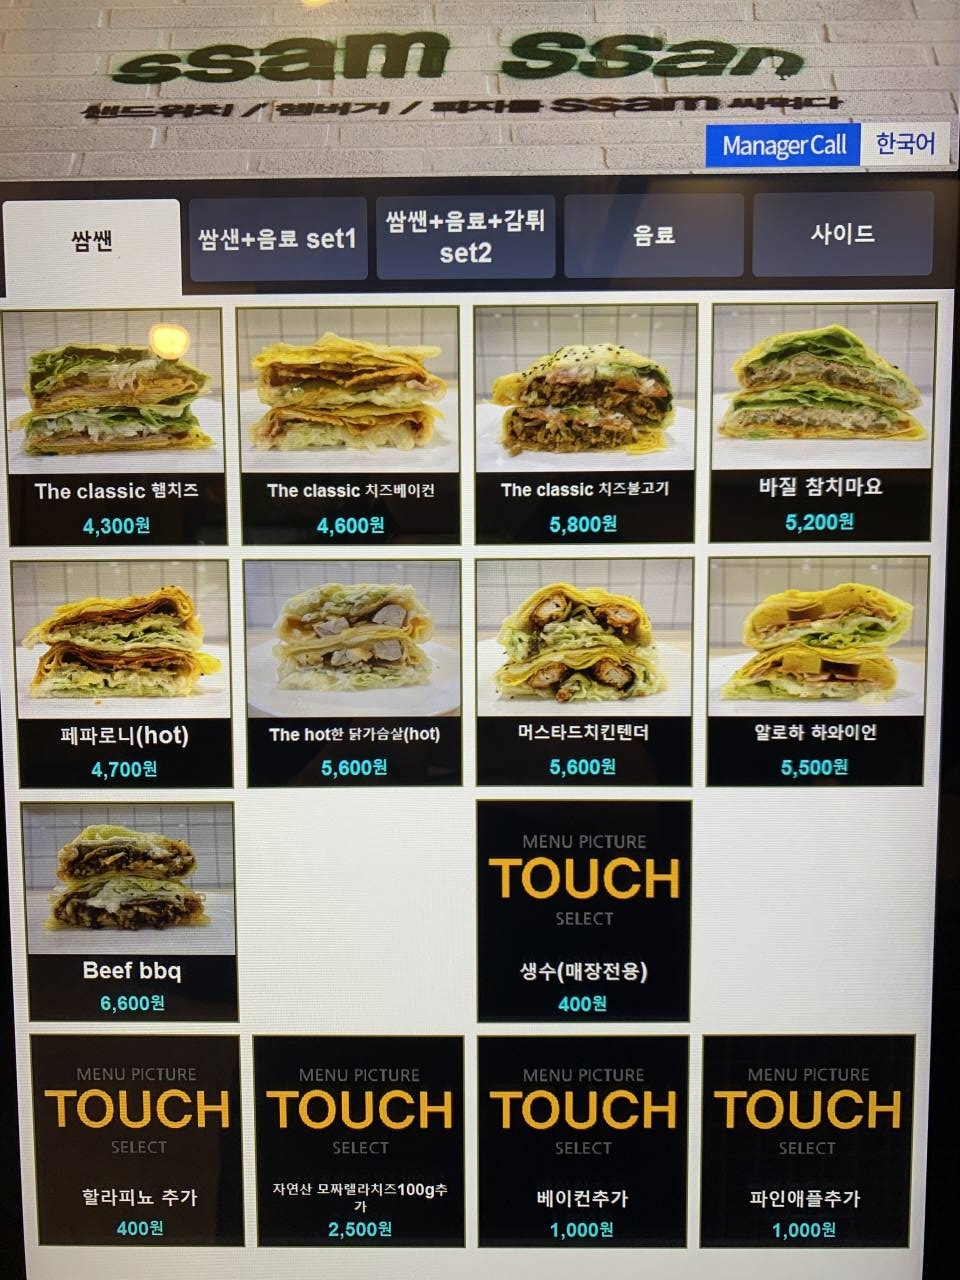 ssam ssan
샌드위치 / 햄버거 / 피자를 ssam 싸먹다
Manager Call
한국어
쌈쌘
쌈샌+음료 set1
쌈쌘+음료+감튀
set2
음료
사이드
The classic 햄치즈
4,300원
The classic 치즈베이컨
4,600원
The classic 치즈불고기
5,800원
바질 참치마요
5,200원
페파로니(hot)
4,700원
The hot한 닭가슴살(hot)
5,600원
머스타드치킨텐더
5,600원
알로하 하와이언
5,500원
Beef bbq
6,600원
MENU PICTURE
TOUCH
SELECT
생수(매장전용)
400원
MENU PICTURE
TOUCH
SELECT
할라피뇨 추가
400원
MENU PICTURE
TOUCH
SELECT
자연산 모짜렐라치즈100g추
가
2,500원
MENU PICTURE
TOUCH
SELECT
베이컨추가
1,000원
MENU PICTURE
TOUCH
SELECT
파인애플추가
1,000원